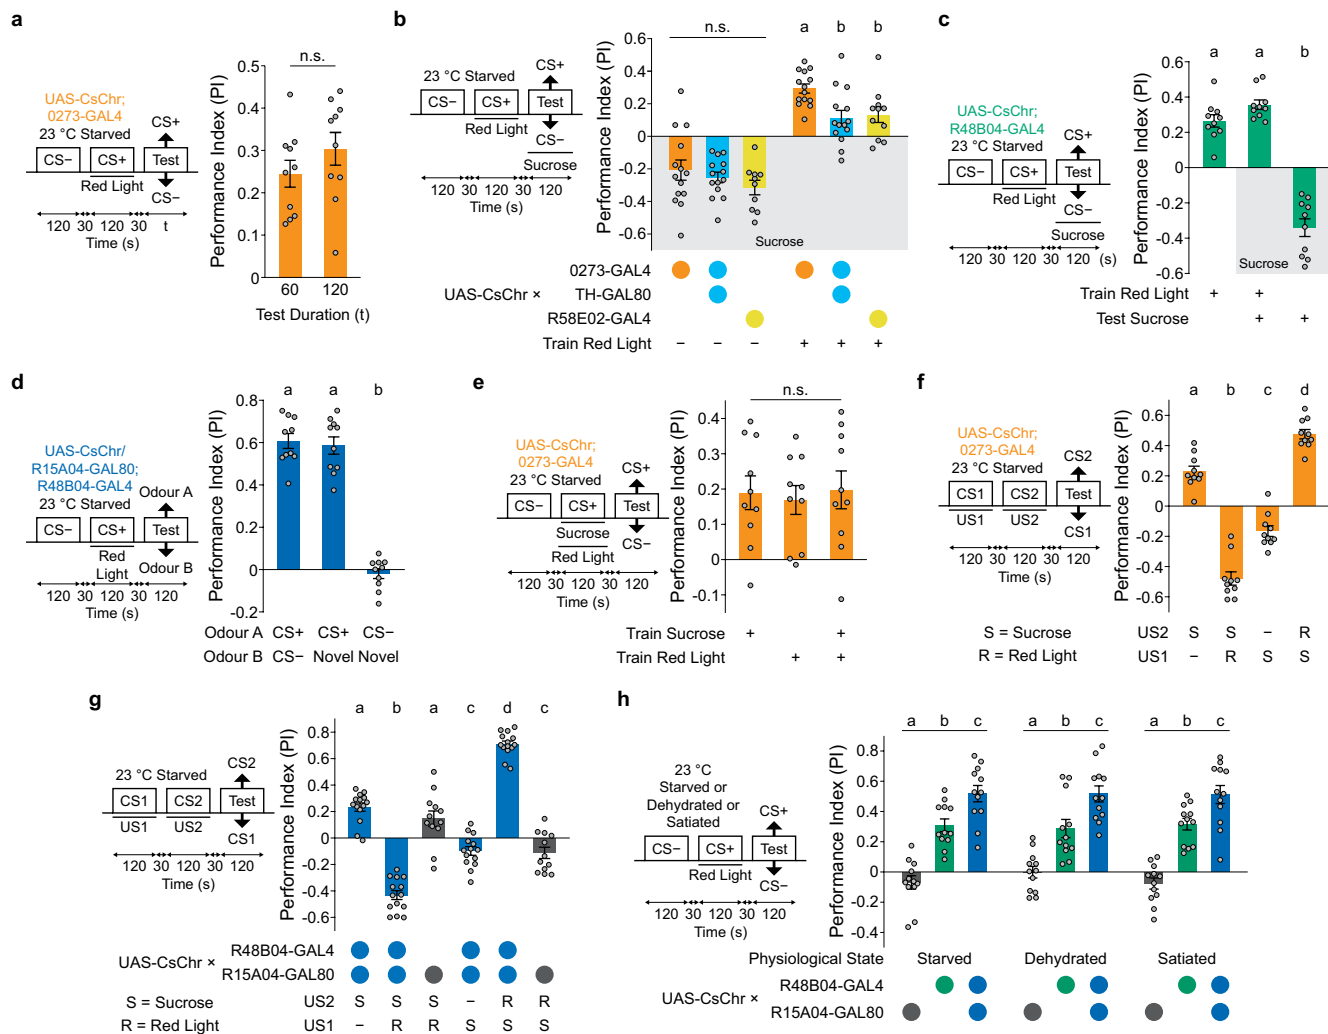 a
UAS-CsChr;
0273-GAL4
23 °C Starved
CS+
CS−
CS+
Test
Red Light
CS−
120 30 120 30 t
Time (s)
Performance Index (PI)
n.s.
0.5
0.4
0.3
0.2
0.1
0
60 120
Test Duration (t)
b
23 °C Starved
CS+
CS−
CS+
Test
Red Light
CS−
Sucrose
120 30 120 30 120
Time (s)
Performance Index (PI)
n.s. a b b
0.6
0.4
0.2
0
-0.2
-0.4
-0.6
Sucrose
UAS-CsChr ×
0273-GAL4
TH-GAL80
R58E02-GAL4
Train Red Light − − − + + +
c
UAS-CsChr;
R48B04-GAL4
23 °C Starved
CS+
CS−
CS+
Test
Red Light
CS−
Sucrose
120 30 120 30 120 (s)
Time (s)
Performance Index (PI)
a a b
0.6
0.4
0.2
0
-0.2
-0.4
-0.6
Sucrose
Train Red Light + +
Test Sucrose + +
d
UAS-CsChr/
R15A04-GAL80;
R48B04-GAL4
23 °C Starved
Odour A
CS−
CS+
Test
Red
Light
Odour B
120 30 120 30 120
Time (s)
Performance Index (PI)
a a b
0.8
0.6
0.4
0.2
0
-0.2
Odour A CS+ CS+ CS−
Odour B CS− Novel Novel
e
UAS-CsChr;
0273-GAL4
23 °C Starved
CS+
CS−
CS+
Test
Sucrose
Red Light
CS−
120 30 120 30 120
Time (s)
Performance Index (PI)
n.s.
0.4
0.3
0.2
0.1
0
-0.1
Train Sucrose + +
Train Red Light + +
f
UAS-CsChr;
0273-GAL4
23 °C Starved
CS2
CS1
CS2
Test
US1
US2
CS1
120 30 120 30 120
Time (s)
Performance Index (PI)
a b c d
0.6
0.4
0.2
0
-0.2
-0.4
-0.6
S = Sucrose US2 S S − R
R = Red Light US1 − R S S
g
23 °C Starved
CS2
CS1
CS2
Test
US1
US2
CS1
120 30 120 30 120
Time (s)
Performance Index (PI)
a b a c d c
0.8
0.6
0.4
0.2
0
-0.2
-0.4
-0.6
UAS-CsChr ×
R48B04-GAL4
R15A04-GAL80
S = Sucrose US2 S S S − R R
R = Red Light US1 − R R S S S
h
23 °C
Starved or
Dehydrated or
Satiated
CS+
CS−
CS+
Test
Red Light
CS−
120 30 120 30 120
Time (s)
Performance Index (PI)
a b c a b c a b c
0.8
0.6
0.4
0.2
0
-0.2
-0.4
Physiological State Starved Dehydrated Satiated
UAS-CsChr ×
R48B04-GAL4
R15A04-GAL80